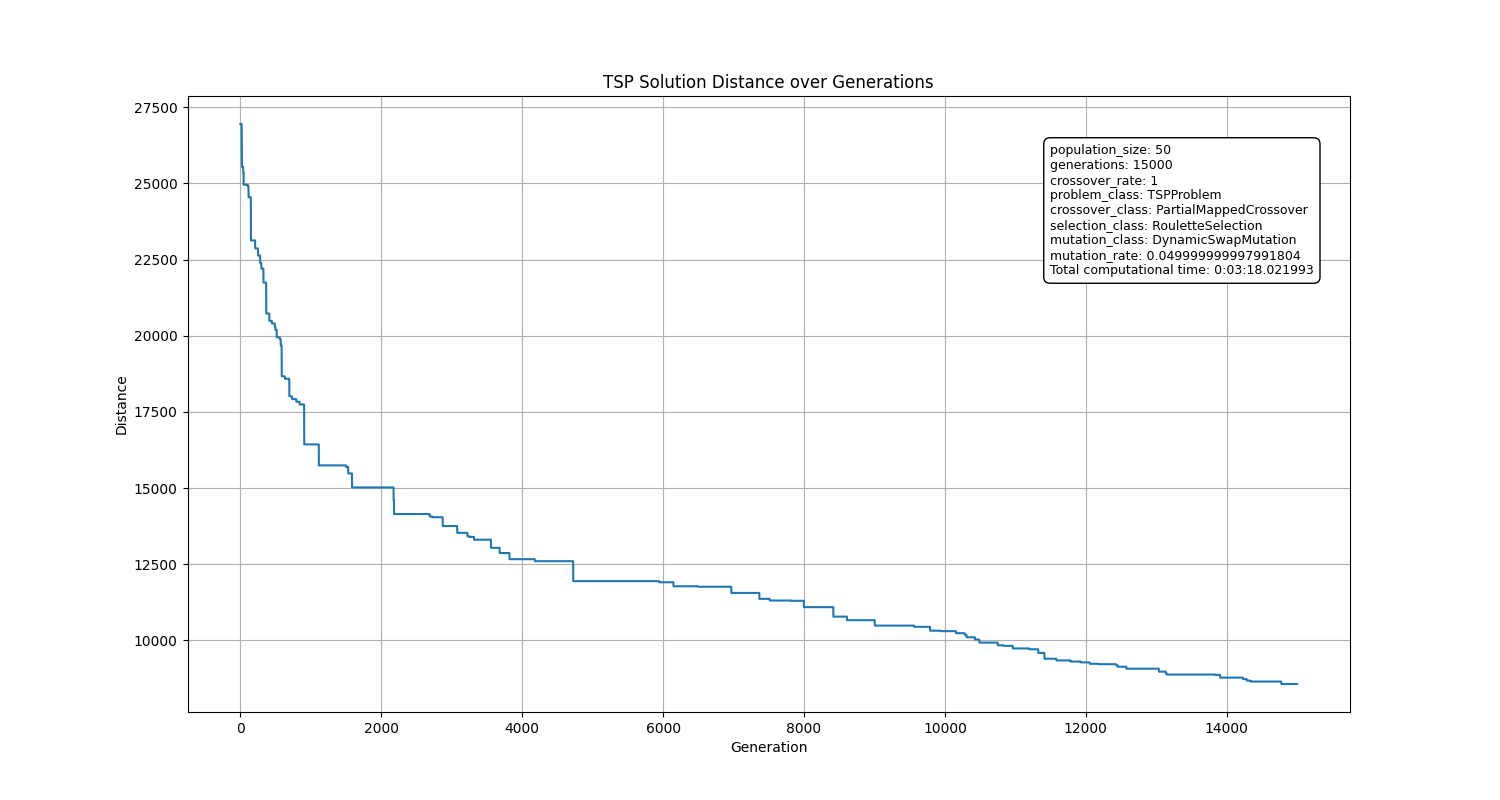 TSP Solution Distance over Generations
27500
25000
22500
20000
17500
15000
12500
10000
Distance
population_size: 50
generations: 15000
crossover_rate: 1
problem_class: TSPProblem
crossover_class: PartialMappedCrossover
selection_class: RouletteSelection
mutation_class: DynamicSwapMutation
mutation_rate: 0.049999999997991804
Total computational time: 0:03:18.021993
0 2000 4000 6000 8000 10000 12000 14000
Generation